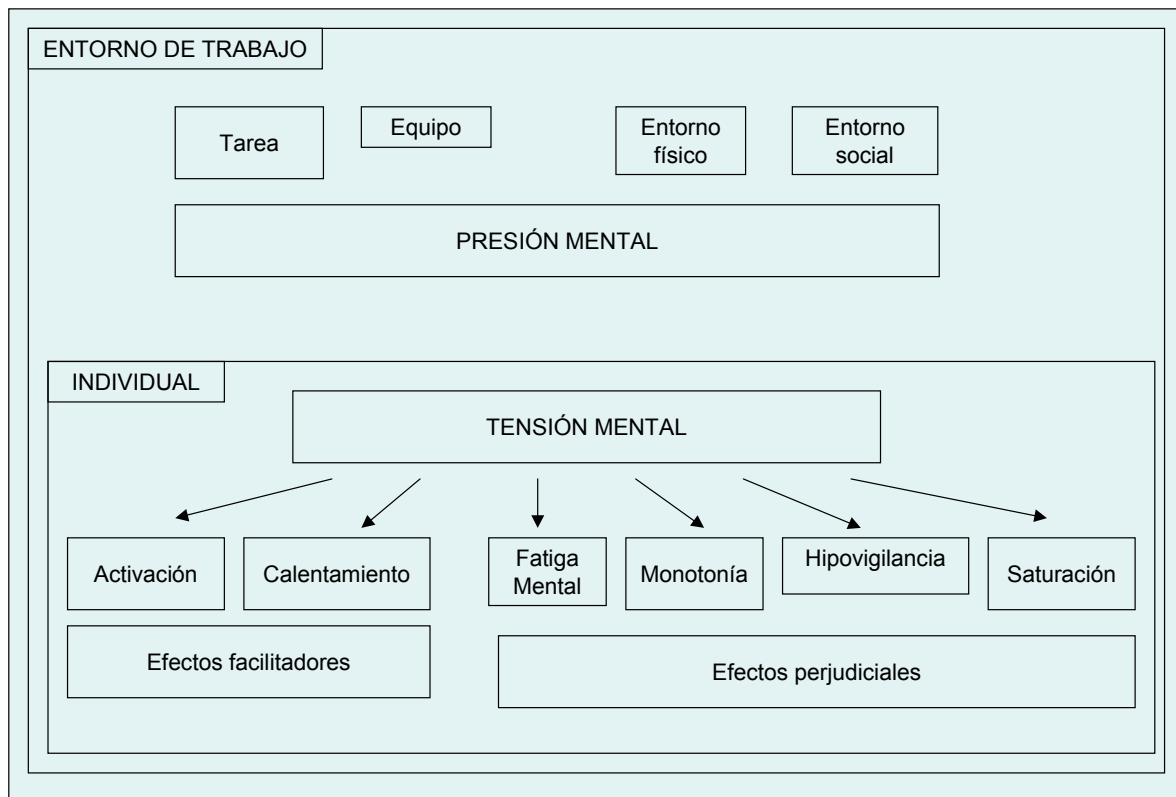 ENTORNO DE TRABAJO
Tarea
Equipo
Entorno
físico
Entorno
social
PRESIÓN MENTAL
INDIVIDUAL
TENSIÓN MENTAL
Activación
Calentamiento
Fatiga
Mental
Monotonía
Hipovigilancia
Saturación
Efectos facilitadores
Efectos perjudiciales